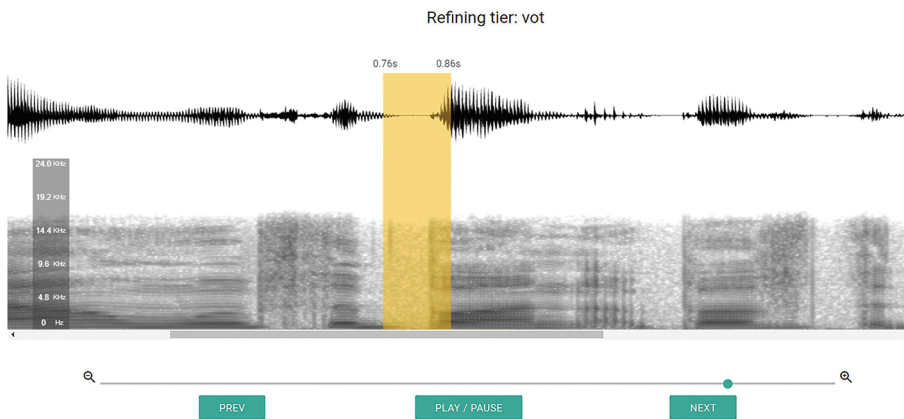 Refining tier: vot
0.76s 0.86s
24.0 KHz
19.2 KHz
14.4 KHz
9.6 KHz
4.8 KHz
0 Hz
PREV PLAY / PAUSE NEXT